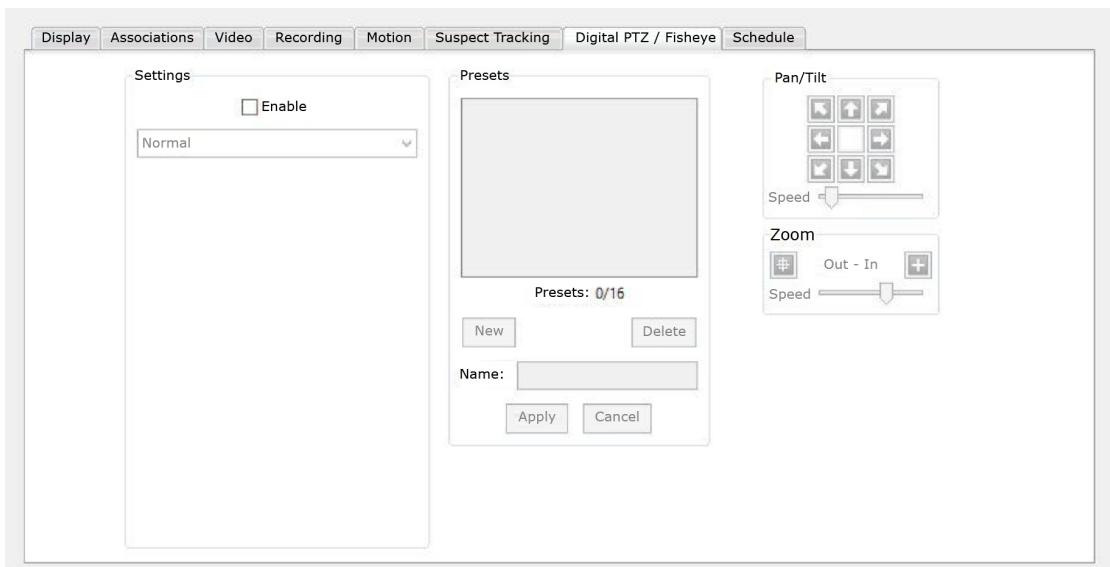 Display Associations Video Recording Motion Suspect Tracking Digital PTZ / Fisheye Schedule
Settings
Enable
Normal
Presets
Presets: 0/16
New Delete
Name:
Apply Cancel
Pan/Tilt
Speed
Zoom
Out - In
Speed